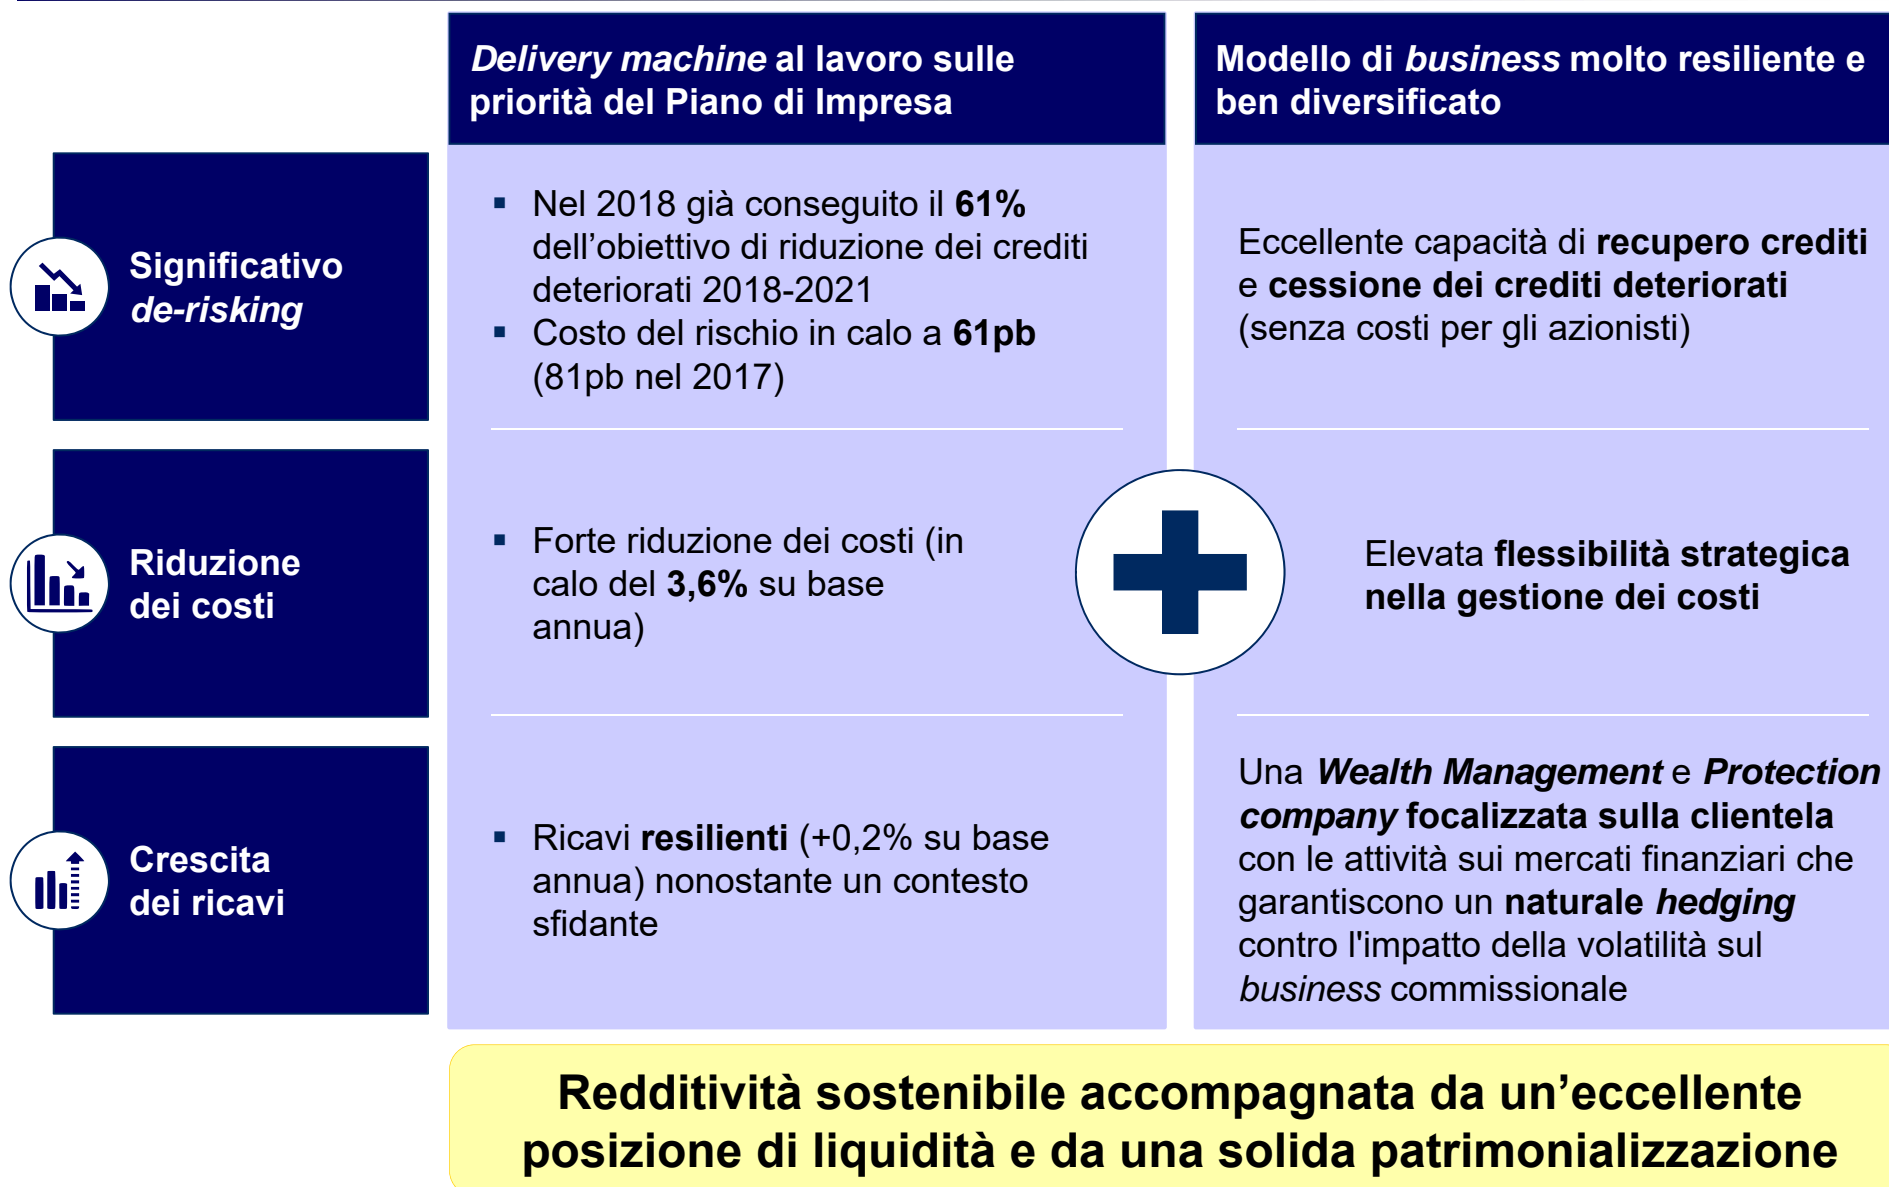 Delivery machine al lavoro sulle
priorità del Piano di Impresa
Modello di business molto resiliente e
ben diversificato
Significativo
de-risking
▪ Nel 2018 già conseguito il 61%
dell’obiettivo di riduzione dei crediti
deteriorati 2018-2021
▪ Costo del rischio in calo a 61pb
(81pb nel 2017)
Eccellente capacità di recupero crediti
e cessione dei crediti deteriorati
(senza costi per gli azionisti)
Riduzione
dei costi
▪ Forte riduzione dei costi (in
calo del 3,6% su base
annua)
Elevata flessibilità strategica
nella gestione dei costi
Crescita
dei ricavi
▪ Ricavi resilienti (+0,2% su base
annua) nonostante un contesto
sfidante
Una Wealth Management e Protection
company focalizzata sulla clientela
con le attività sui mercati finanziari che
garantiscono un naturale hedging
contro l'impatto della volatilità sul
business commissionale
Redditività sostenibile accompagnata da un’eccellente
posizione di liquidità e da una solida patrimonializzazione